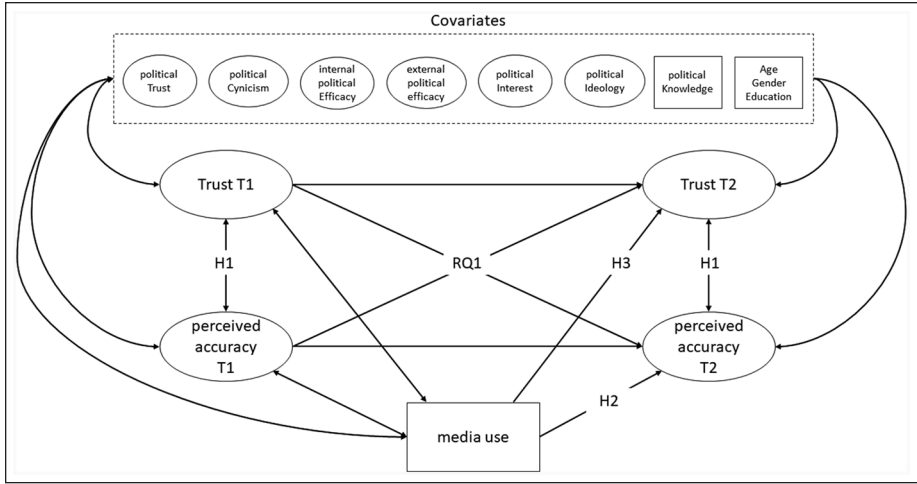 Covariates
political
Trust
political
Cynicism
internal
political
Efficacy
external
political
efficacy
political
Interest
political
Ideology
political
Knowledge
Age
Gender
Education
Trust T1
Trust T2
H1
RQ1
H3
H1
perceived
accuracy
T1
perceived
accuracy
T2
H2
media use